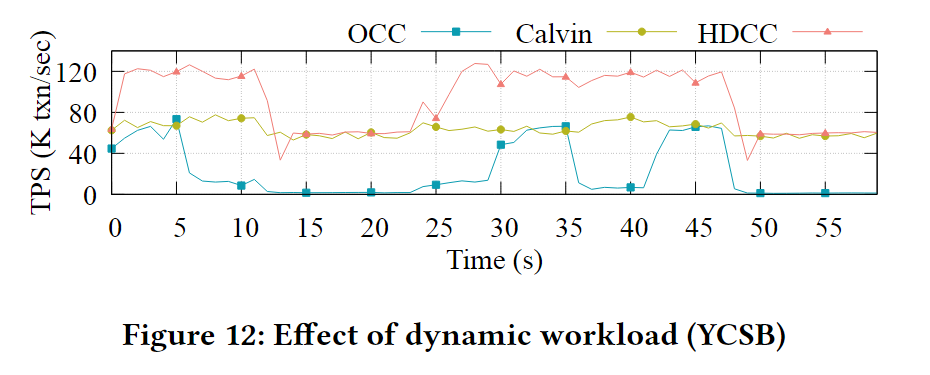 OCC Calvin HDCC
TPS (K txn/sec)
120
80
40
0
0 5 10 15 20 25 30 35 40 45 50 55
Time (s)
Figure 12: Effect of dynamic workload (YCSB)